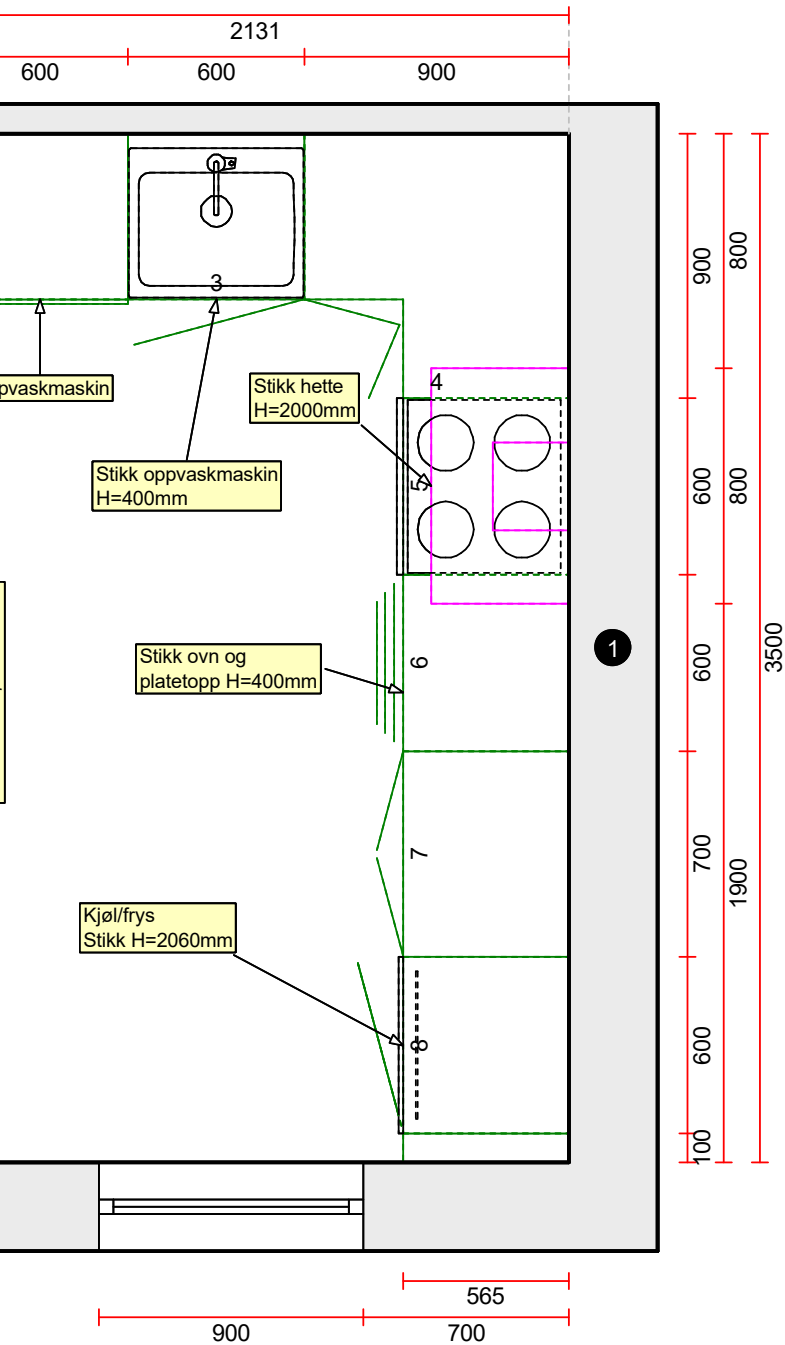 2131
600
600
900
3
pvaskmaskin
Stikk hette
H=2000mm
4
Stikk oppvaskmaskin
H=400mm
5
Stikk ovn og
platetopp H=400mm
6
1
7
Kjøl/frys
Stikk H=2060mm
8
900
800
600
800
600
3500
700
1900
600
100
565
900
700